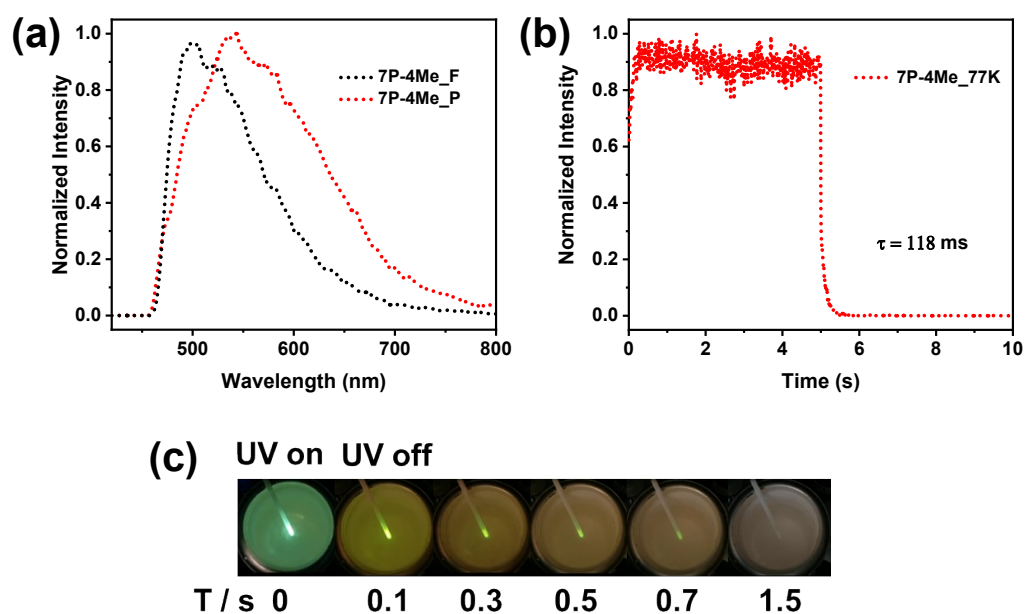 (a)
1.0
0.8
0.6
0.4
0.2
0.0
Normalized Intensity
7P-4Me_F
7P-4Me_P
500 600 700 800
Wavelength (nm)
(b)
1.0
0.8
0.6
0.4
0.2
0.0
Normalized Intensity
7P-4Me_77K
τ = 118 ms
0 2 4 6 8 10
Time (s)
(c)
UV on UV off
T / s 0 0.1 0.3 0.5 0.7 1.5